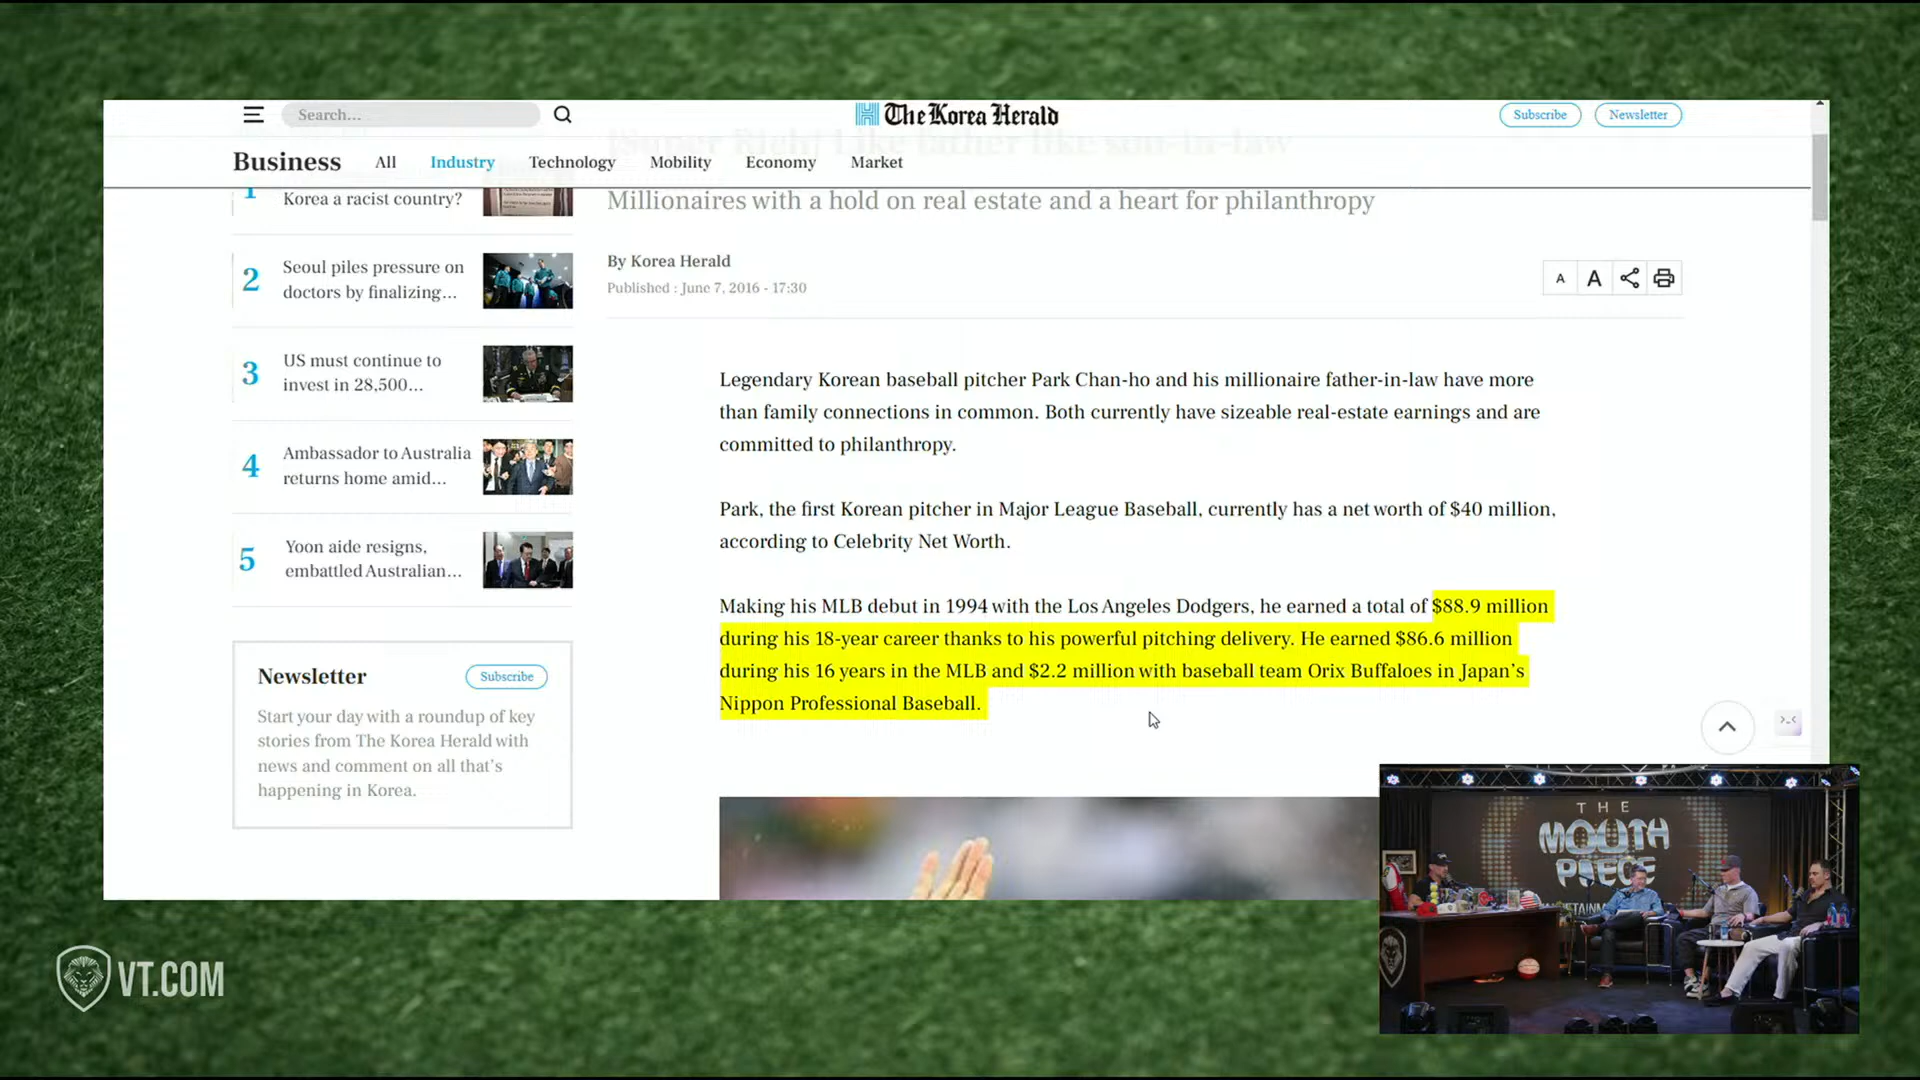 Search...
The Korea Herald
Subscribe
Newsletter
[Super Rich] Like father like son-in-law
Business
All
Industry
Technology
Mobility
Economy
Market
1
Korea a racist country?
2
Seoul piles pressure on
doctors by finalizing...
3
US must continue to
invest in 28,500...
4
Ambassador to Australia
returns home amid...
5
Yoon aide resigns,
embattled Australian...
Newsletter
Subscribe
Start your day with a roundup of key
stories from The Korea Herald with
news and comment on all that's
happening in Korea.
Millionaires with a hold on real estate and a heart for philanthropy
By Korea Herald
Published : June 7, 2016 - 17:30
A
A
Legendary Korean baseball pitcher Park Chan-ho and his millionaire father-in-law have more
than family connections in common. Both currently have sizeable real-estate earnings and are
committed to philanthropy.
Park, the first Korean pitcher in Major League Baseball, currently has a net worth of $40 million,
according to Celebrity Net Worth.
Making his MLB debut in 1994 with the Los Angeles Dodgers, he earned a total of $88.9 million
during his 18-year career thanks to his powerful pitching delivery. He earned $86.6 million
during his 16 years in the MLB and $2.2 million with baseball team Orix Buffaloes in Japan's
Nippon Professional Baseball.
THE
MOUTH
PIECE
VT.COM